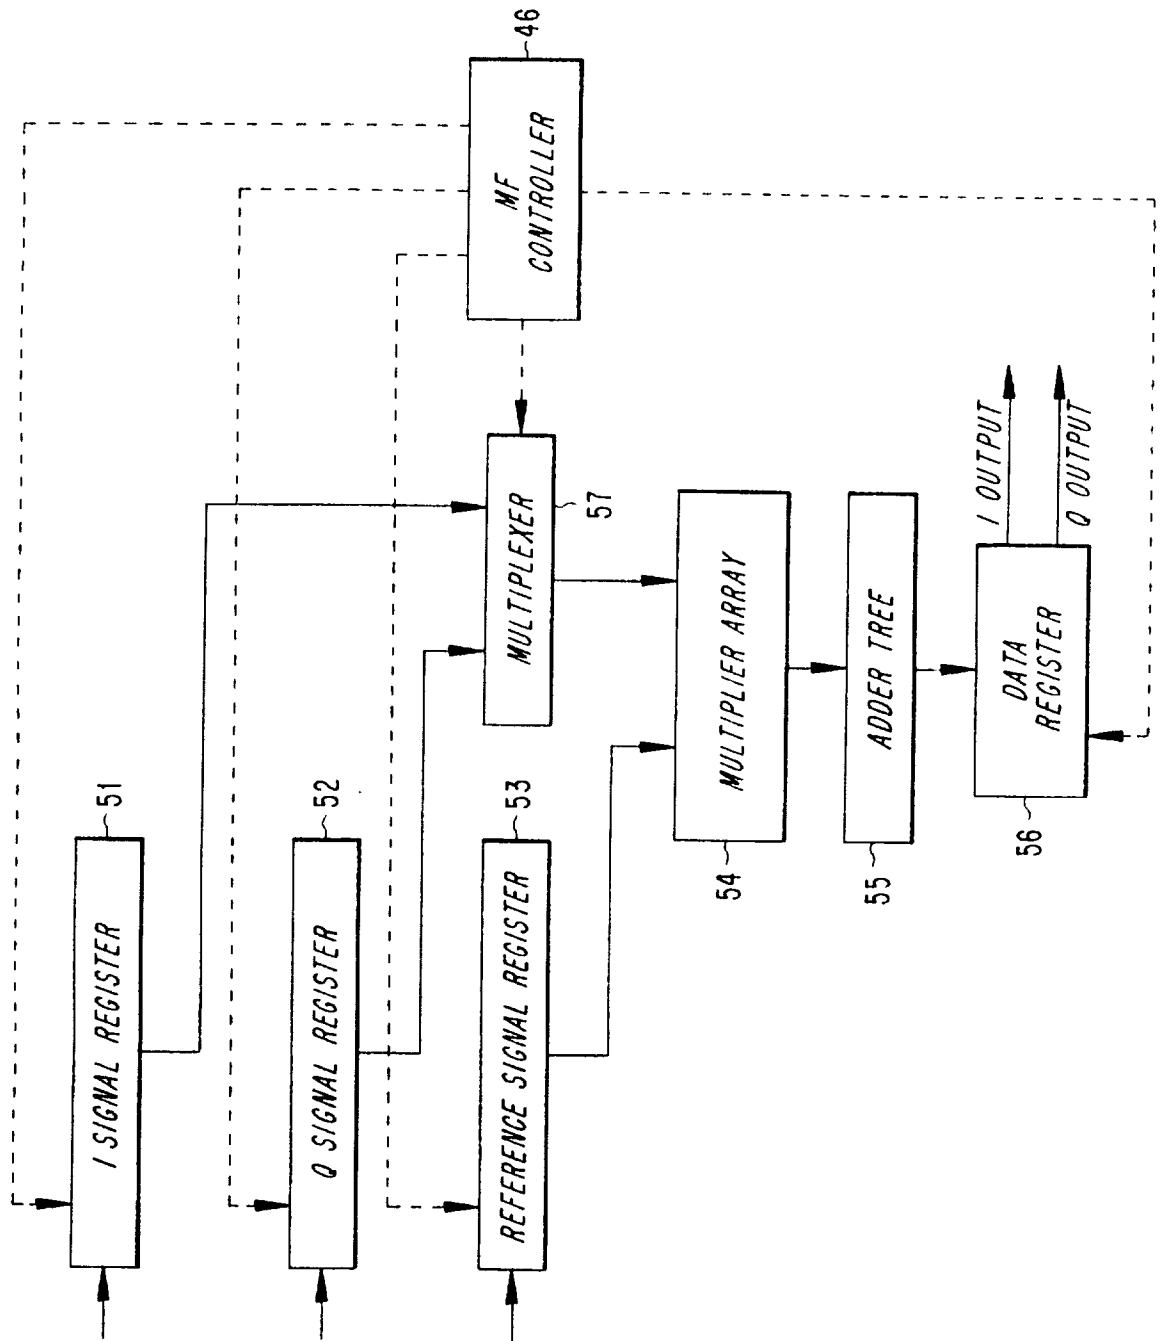 51
I SIGNAL REGISTER
52
Q SIGNAL REGISTER
53
REFERENCE SIGNAL REGISTER
46
MF
CONTROLLER
MULTIPLEXER
57
MULTIPLIER ARRAY
54
ADDER TREE
55
DATA
REGISTER
56
I OUTPUT
Q OUTPUT